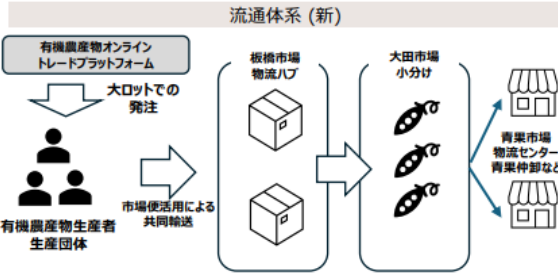 流通体系 (新)
有機農産物オンライン
トレードプラットフォーム
大ロットでの
発注
有機農産物生産者
生産団体
市場便活用による
共同輸送
板橋市場
物流ハブ
大田市場
小分け
青果市場
物流センター
青果仲卸など